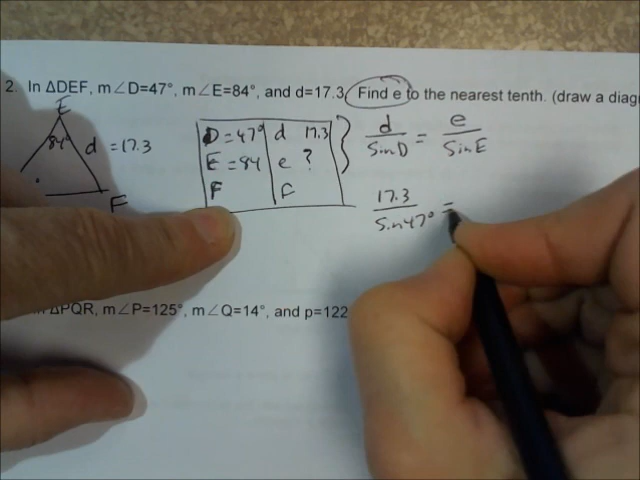 2. In ΔDEF, m∠D=47°, m∠E=84°, and d=17.3 Find e to the nearest tenth. (draw a diag
E
84° d =17.3
F
D = 47° d 17.3
E = 84 e ?
F f
d/SinD = e/SinE
17.3/Sin47° =
ΔPQR, m∠P=125°, m∠Q=14°, and p=122